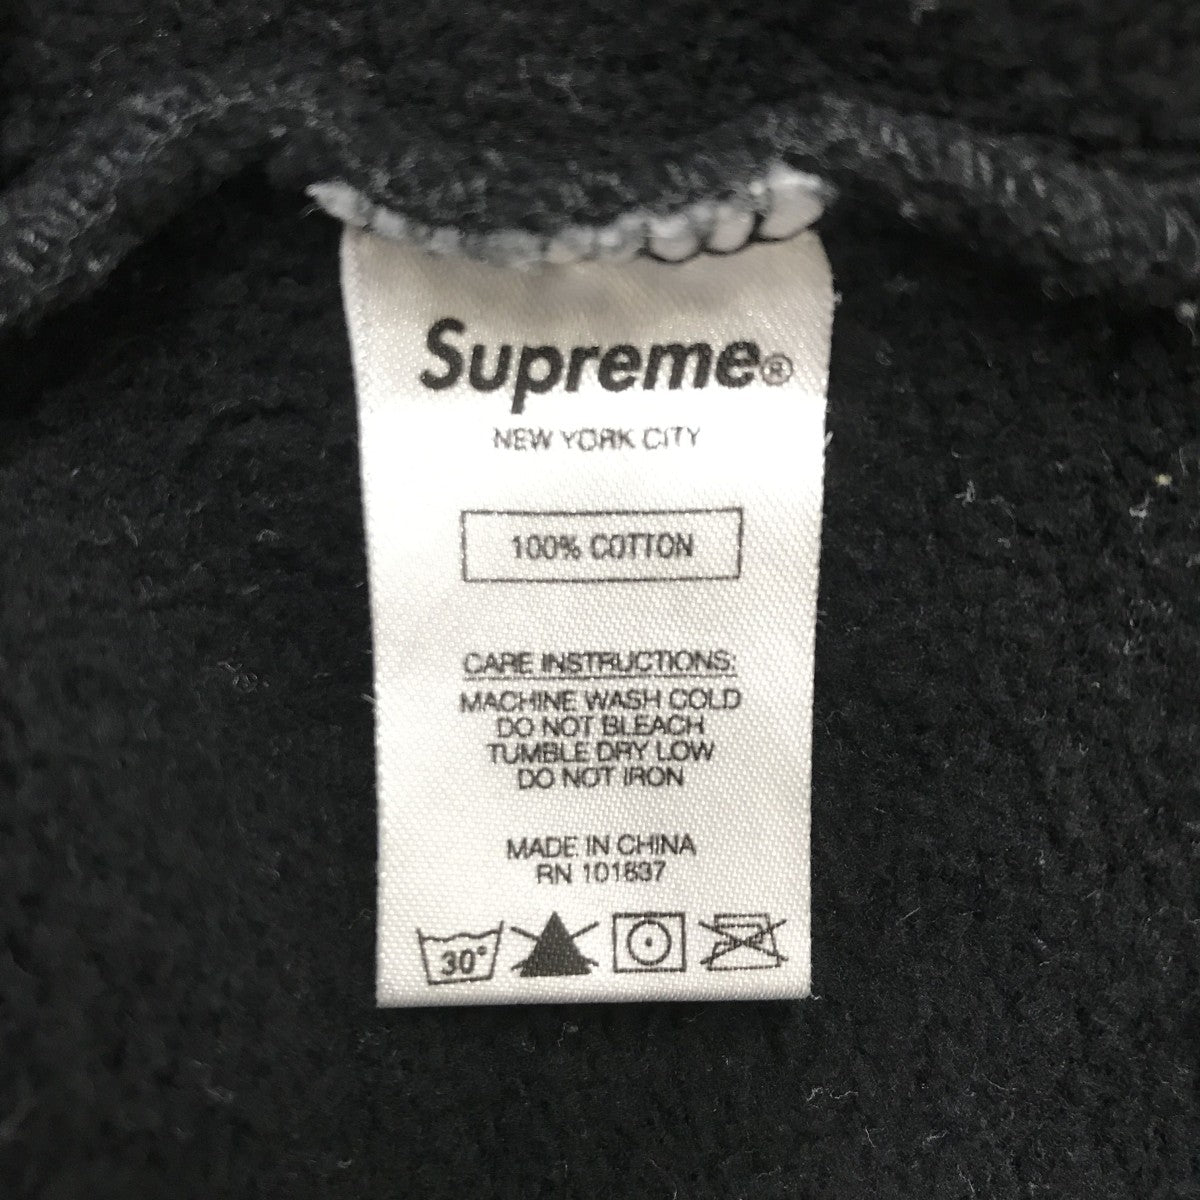 Supreme®
NEW YORK CITY
100% COTTON
CARE INSTRUCTIONS:
MACHINE WASH COLD
DO NOT BLEACH
TUMBLE DRY LOW
DO NOT IRON
MADE IN CHINA
RN 101837
30°